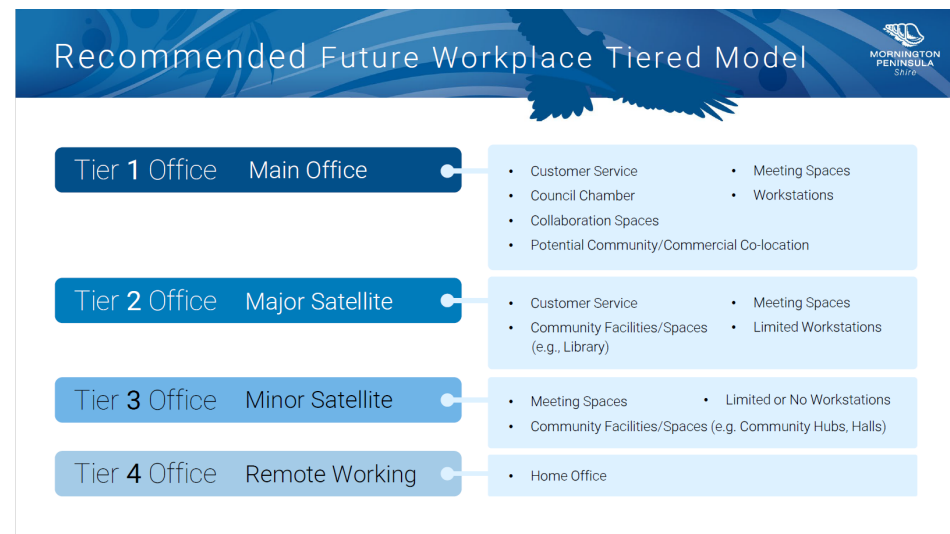 Recommended Future Workplace Tiered Model
MORNINGTON
PENINSULA
Shire
Tier 1 Office Main Office
• Customer Service
• Council Chamber
• Collaboration Spaces
• Potential Community/Commercial Co-location
• Meeting Spaces
• Workstations
Tier 2 Office Major Satellite
• Customer Service
• Community Facilities/Spaces
(e.g., Library)
• Meeting Spaces
• Limited Workstations
Tier 3 Office Minor Satellite
• Meeting Spaces
• Limited or No Workstations
• Community Facilities/Spaces (e.g. Community Hubs, Halls)
Tier 4 Office Remote Working
• Home Office